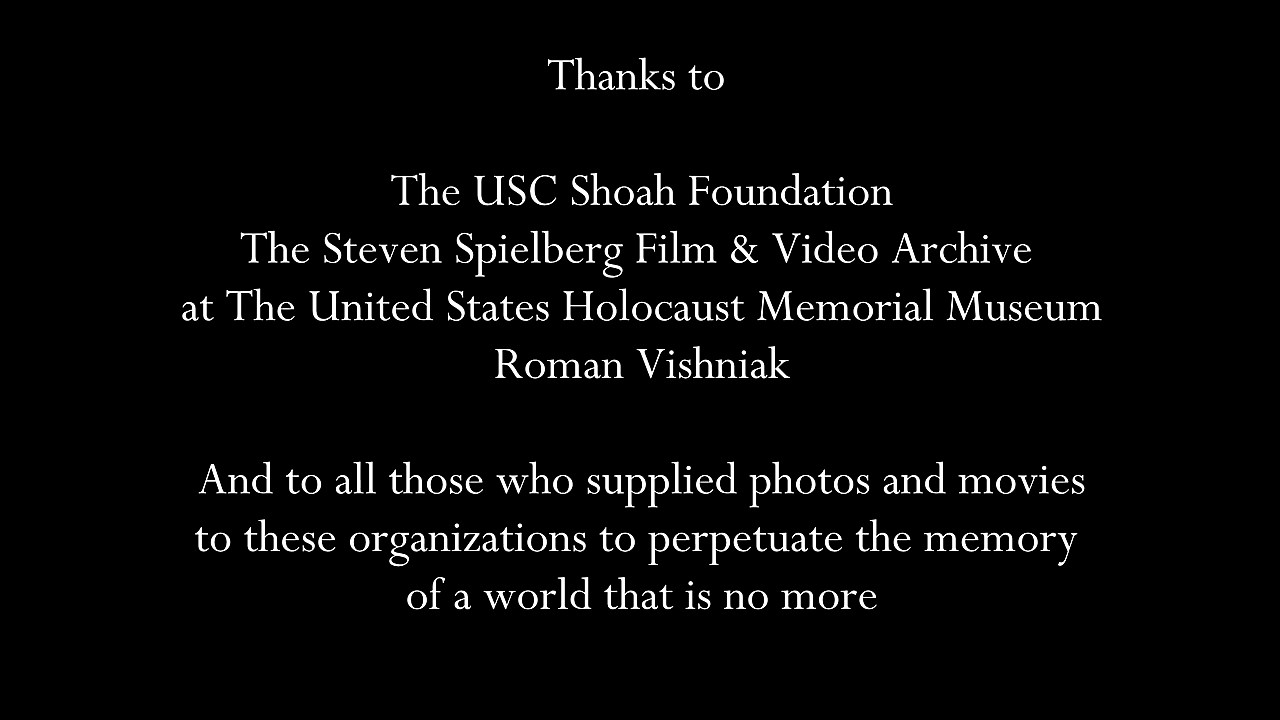 Thanks to
The USC Shoah Foundation
The Steven Spielberg Film & Video Archive
at The United States Holocaust Memorial Museum
Roman Vishniak
And to all those who supplied photos and movies
to these organizations to perpetuate the memory
of a world that is no more